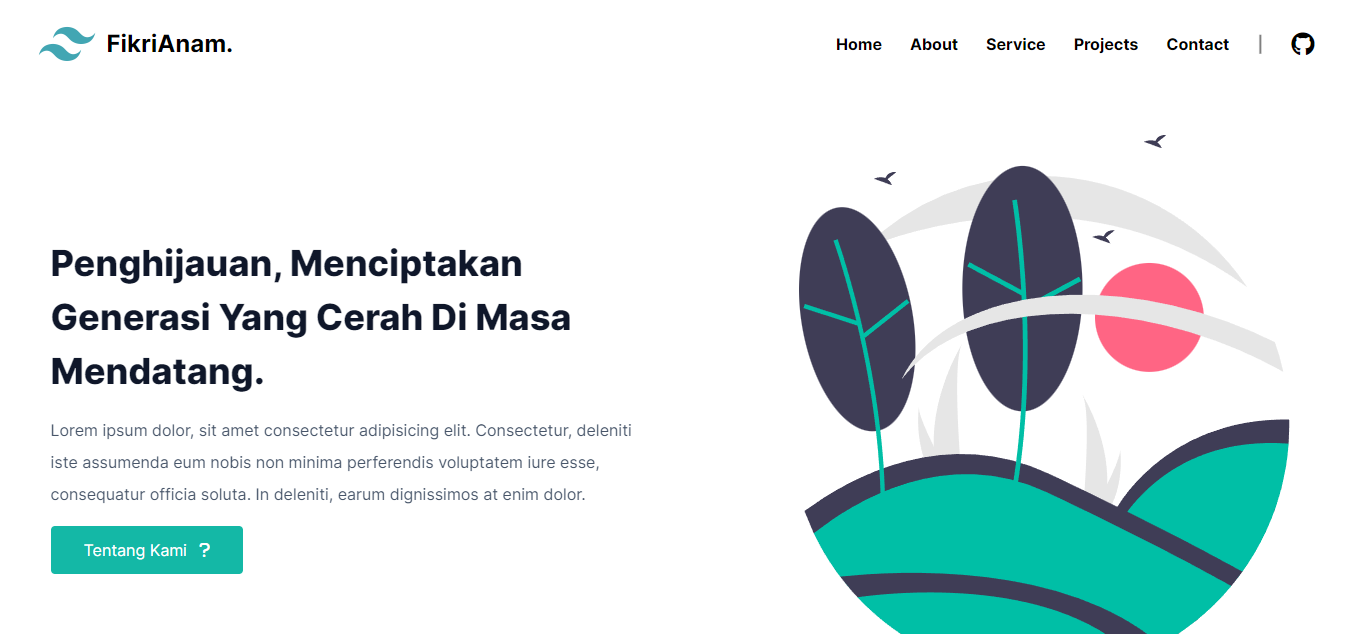 FikriAnam.
Home About Service Projects Contact |
Penghijauan, Menciptakan
Generasi Yang Cerah Di Masa
Mendatang.
Lorem ipsum dolor, sit amet consectetur adipisicing elit. Consectetur, deleniti
iste assumenda eum nobis non minima perferendis voluptatem iure esse,
consequatur officia soluta. In deleniti, earum dignissimos at enim dolor.
Tentang Kami ?